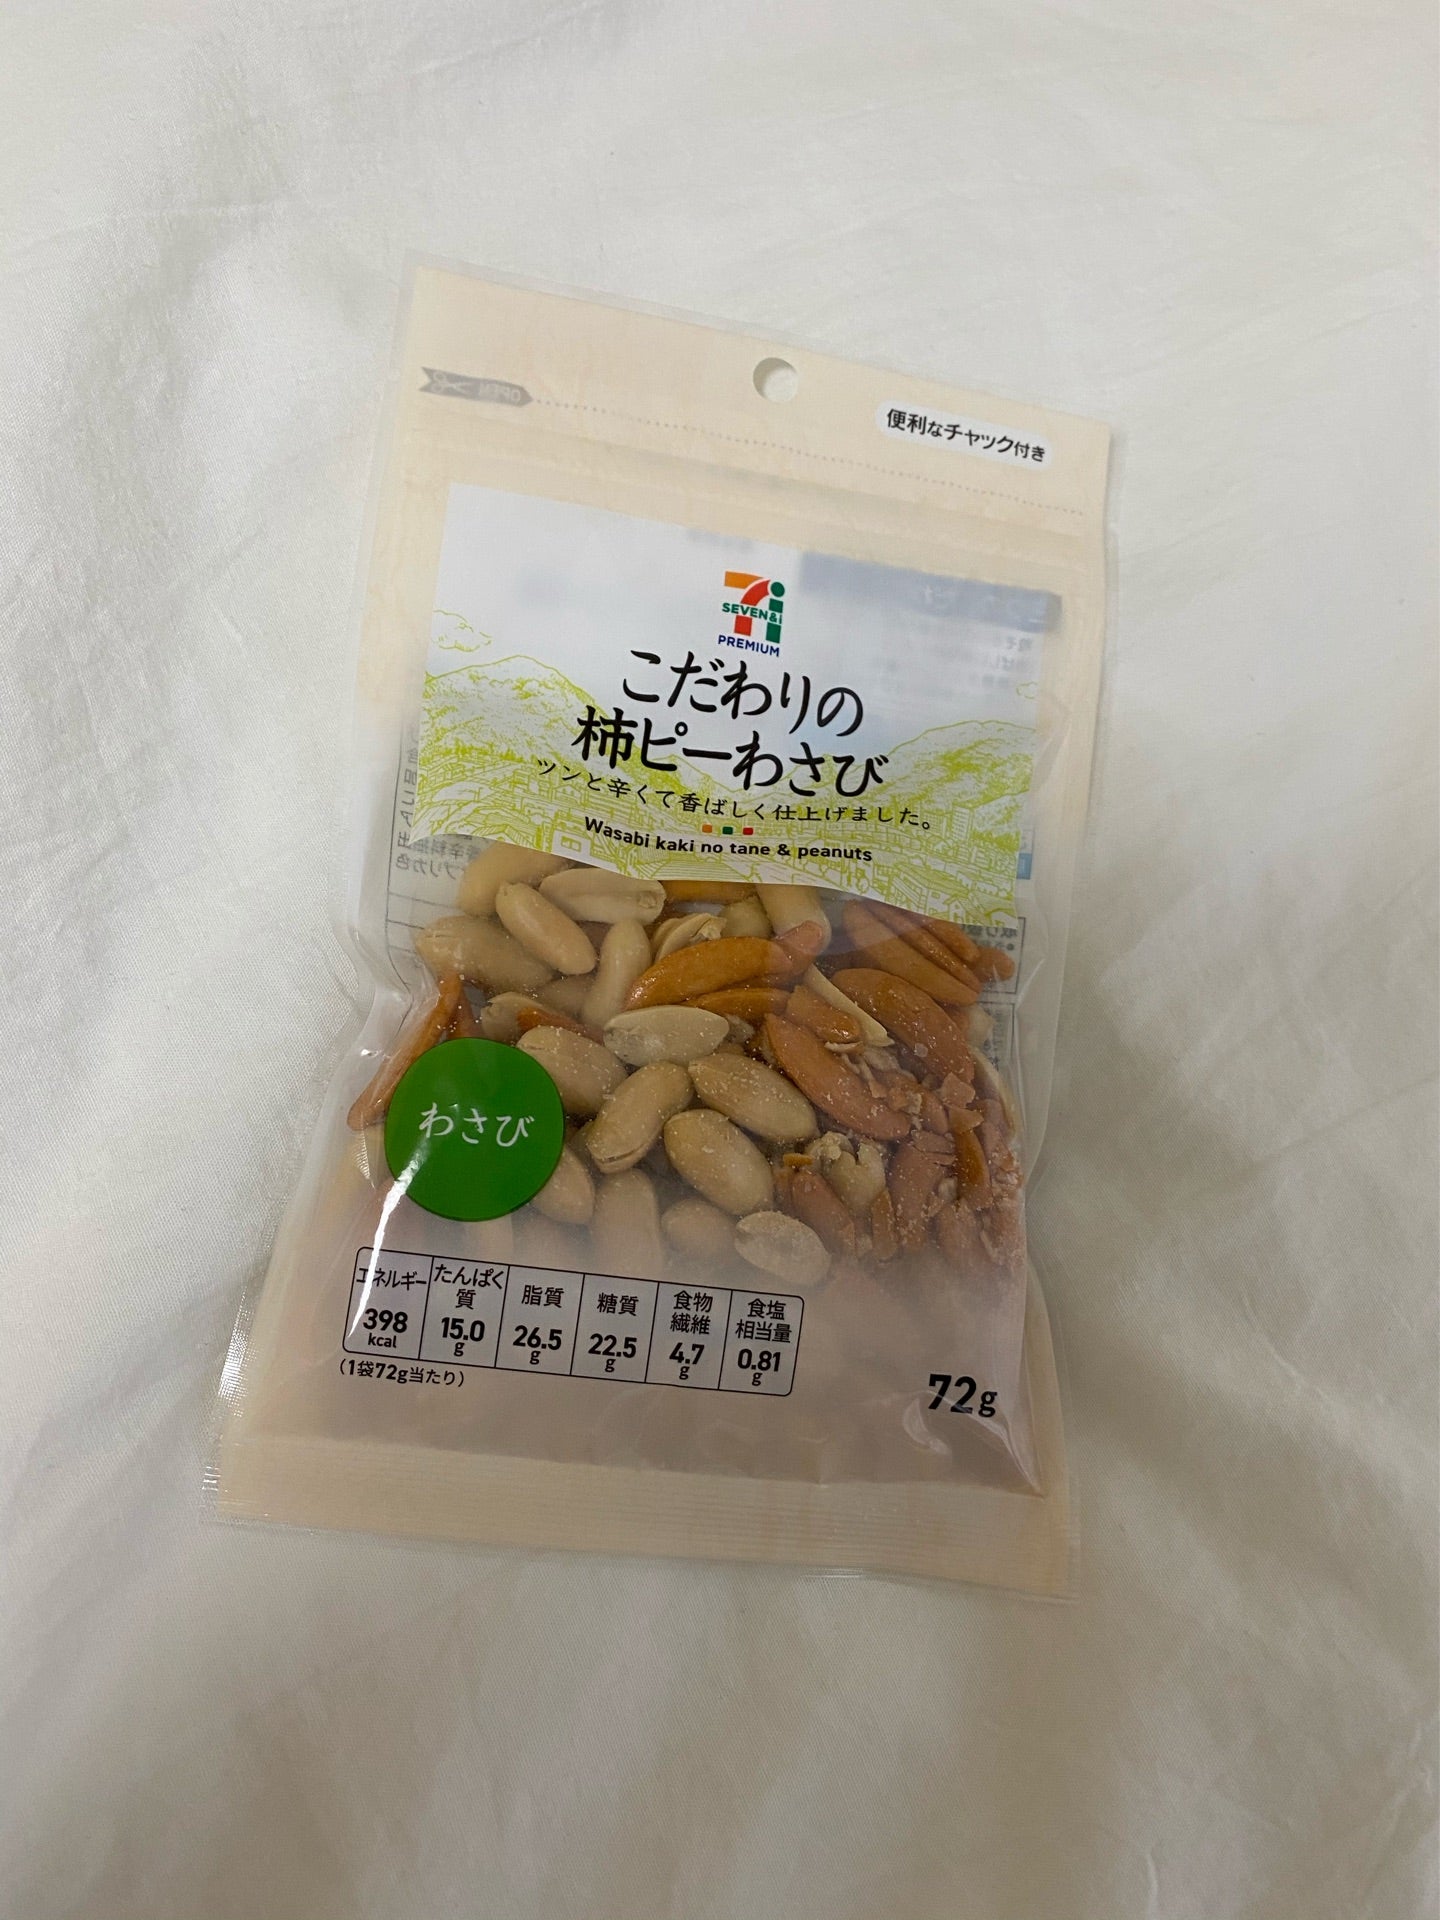 OPEN
便利なチャック付き
7i
SEVEN&i
PREMIUM
こだわりの
柿ピーわさび
ツンと辛くて香ばしく仕上げました。
Wasabi kaki no tane & peanuts
わさび
エネルギー
398
kcal
たんぱく
質
15.0
g
脂質
26.5
g
糖質
22.5
g
食物
繊維
4.7
g
食塩
相当量
0.81
g
(1袋72g当たり)
72g